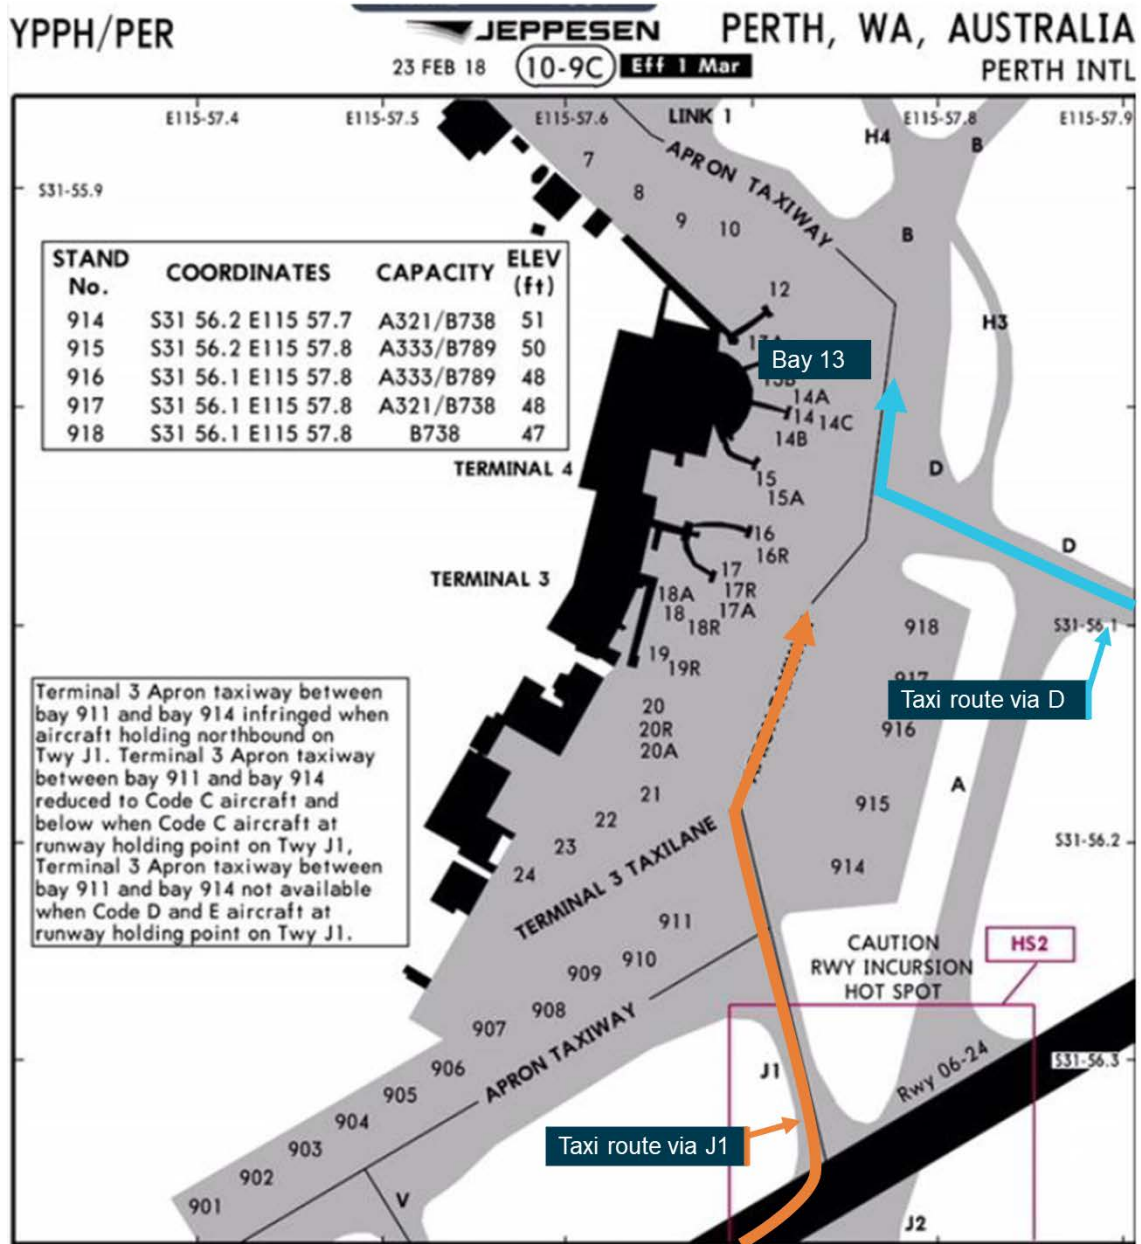 YPPH/PER
JEPPESEN
PERTH, WA, AUSTRALIA
23 FEB 18
10-9C
Eff 1 Mar
PERTH INTL
E115-57.4
E115-57.5
E115-57.6
LINK 1
E115-57.8
E115-57.9
H4
B
7
APRON TAXIWAY
S31-55.9
8
9
10
B
STAND No.
COORDINATES
CAPACITY
ELEV (ft)
914 S31 56.2 E115 57.7 A321/B738 51
915 S31 56.2 E115 57.8 A333/B789 50
916 S31 56.1 E115 57.8 A333/B789 48
917 S31 56.1 E115 57.8 A321/B738 48
918 S31 56.1 E115 57.8 B738 47
12
H3
Bay 13
14A
14
14C
14B
TERMINAL 4
D
15
15A
16
16R
D
TERMINAL 3
17
17R
17A
18A
18
18R
918
S31-56.1
19
19R
917
Taxi route via D
20
20R
20A
916
21
A
915
22
23
24
TERMINAL 3 TAXILANE
S31-56.2
914
Terminal 3 Apron taxiway between
bay 911 and bay 914 infringed when
aircraft holding northbound on
Twy J1. Terminal 3 Apron taxiway
between bay 911 and bay 914
reduced to Code C aircraft and
below when Code C aircraft at
runway holding point on Twy J1,
Terminal 3 Apron taxiway between
bay 911 and bay 914 not available
when Code D and E aircraft at
runway holding point on Twy J1.
911
910
909
908
907
906
905
904
903
902
901
APRON TAXIWAY
CAUTION
RWY INCURSION
HOT SPOT
HS2
J1
Rwy 06-24
S31-56.3
Taxi route via J1
V
J2